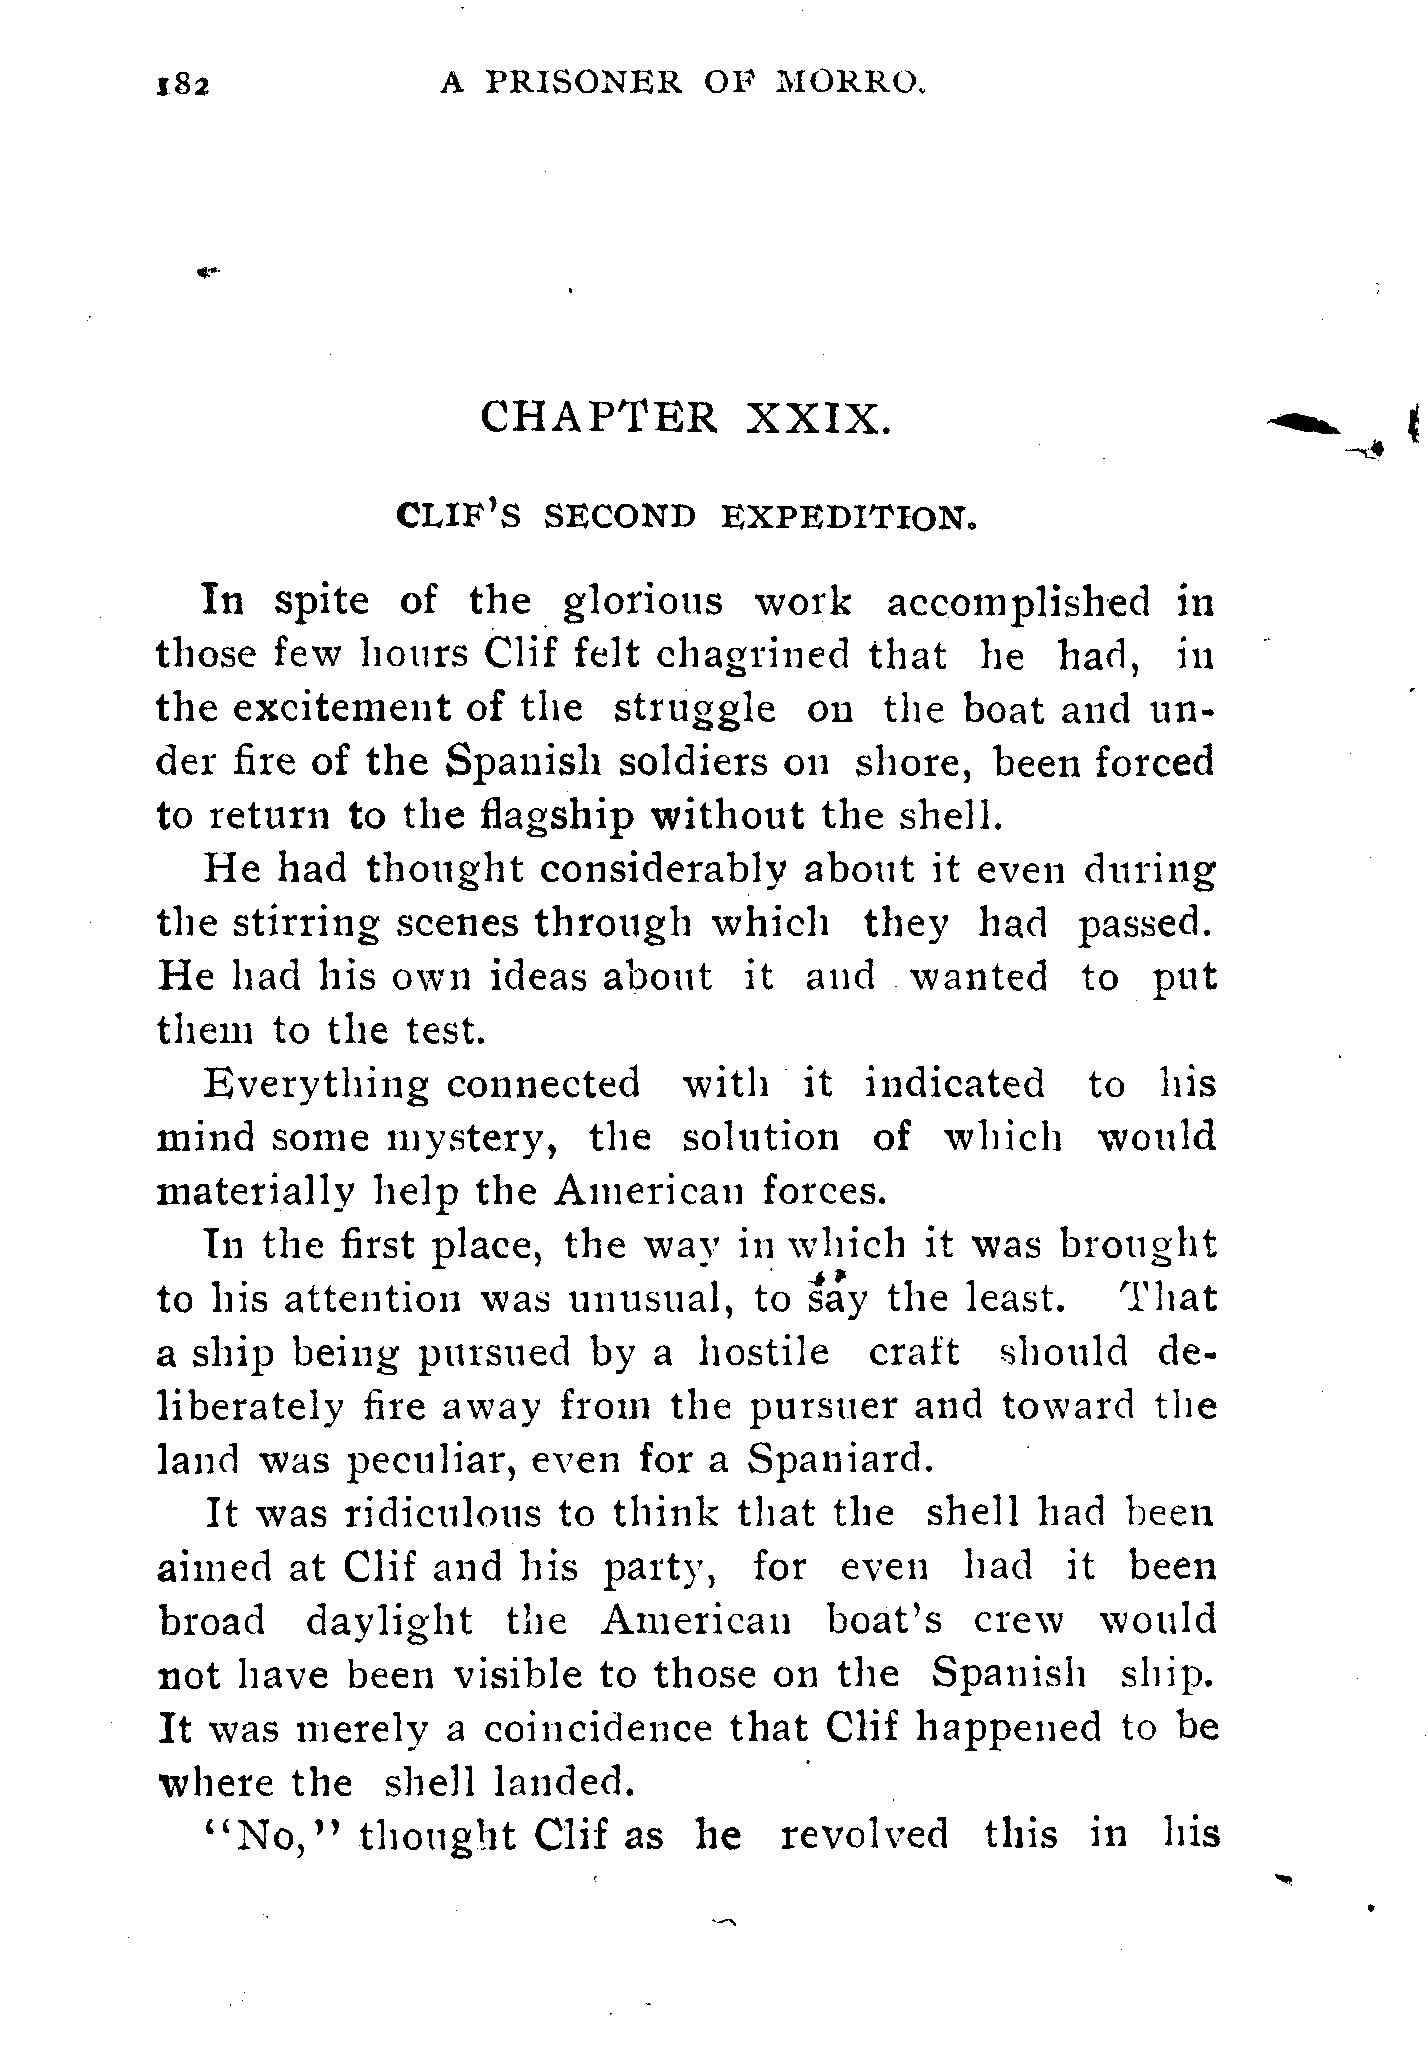 182 A PRISONER OF MORRO.
CHAPTER XXIX.
CLIF'S SECOND EXPEDITION.
In spite of the glorious work accomplished in
those few hours Clif felt chagrined that he had, in
the excitement of the struggle on the boat and un-
der fire of the Spanish soldiers on shore, been forced
to return to the flagship without the shell.
He had thought considerably about it even during
the stirring scenes through which they had passed.
He had his own ideas about it and wanted to put
them to the test.
Everything connected with it indicated to his
mind some mystery, the solution of which would
materially help the American forces.
In the first place, the way in which it was brought
to his attention was unusual, to say the least. That
a ship being pursued by a hostile craft should de-
liberately fire away from the pursuer and toward the
land was peculiar, even for a Spaniard.
It was ridiculous to think that the shell had been
aimed at Clif and his party, for even had it been
broad daylight the American boat's crew would
not have been visible to those on the Spanish ship.
It was merely a coincidence that Clif happened to be
where the shell landed.
"No," thought Clif as he revolved this in his